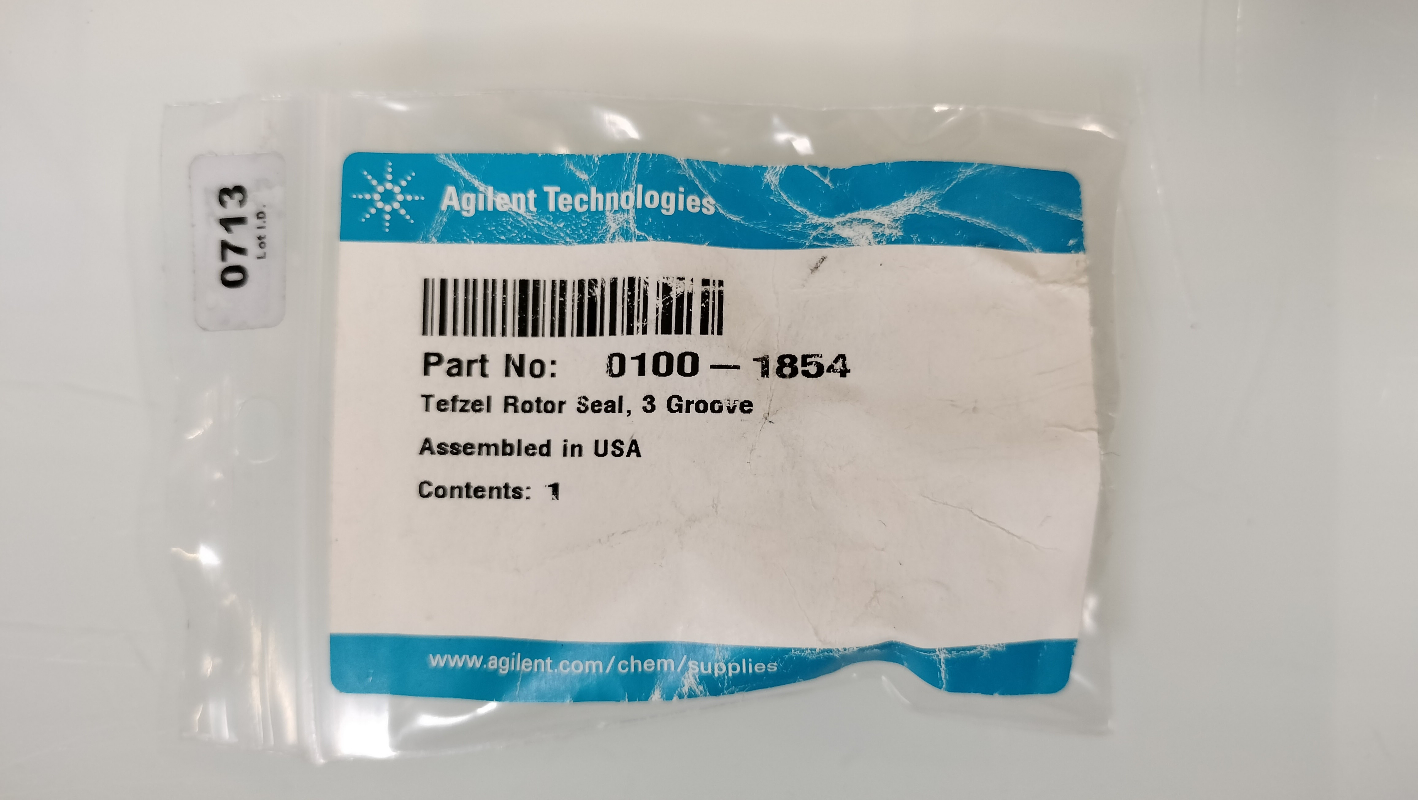 0713
Lot I.D.
Agilent Technologies
Part No: 0100 — 1854
Tefzel Rotor Seal, 3 Groove
Assembled in USA
Contents: 1
www.agilent.com/chem/supplies